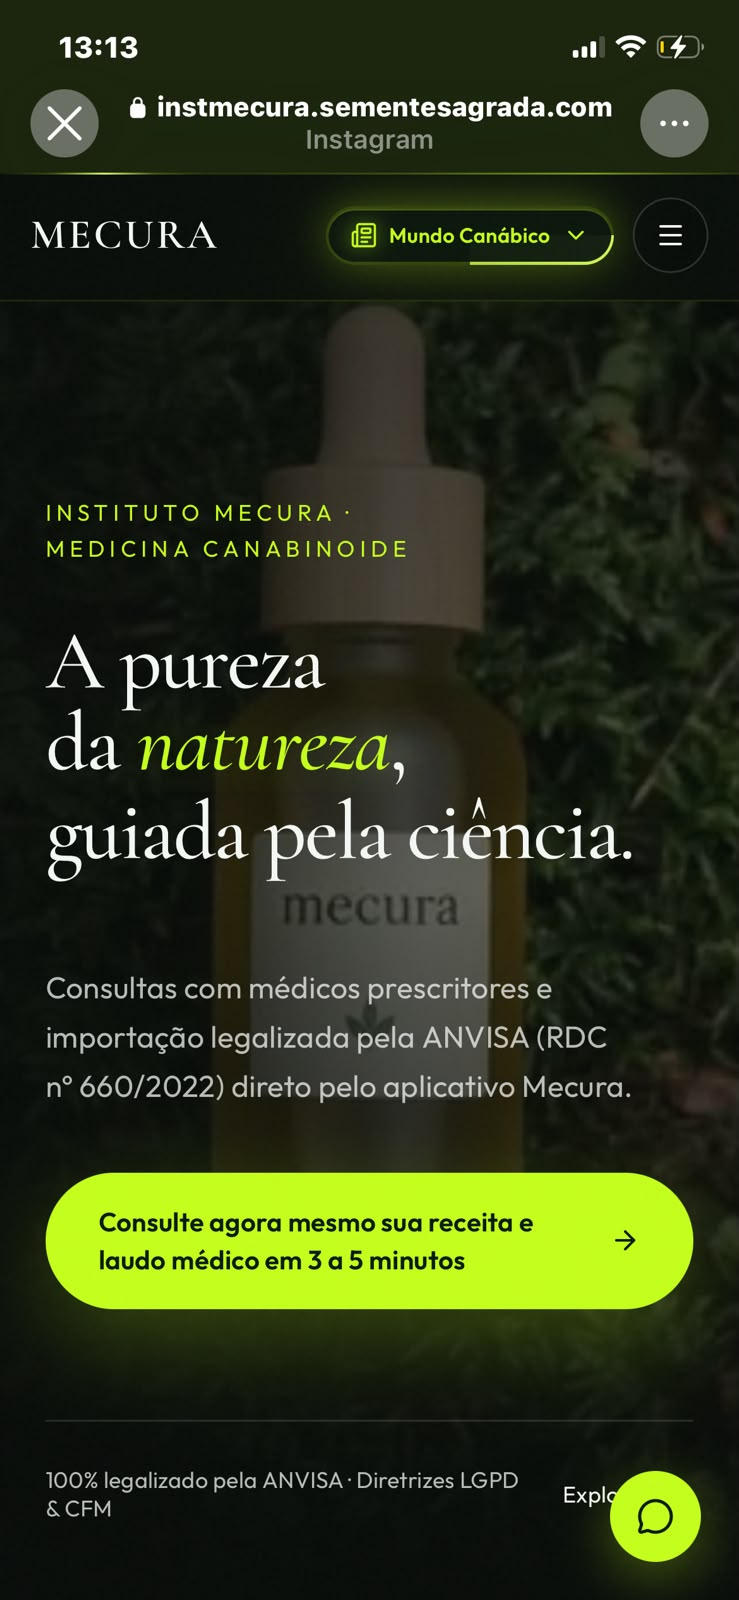 13:13
instmecura.sementesagrada.com
Instagram
MECURA
Mundo Canábico
INSTITUTO MECURA ·
MEDICINA CANABINOIDE
A pureza
da natureza,
guiada pela ciência.
mecura
Consultas com médicos prescritores e
importação legalizada pela ANVISA (RDC
nº 660/2022) direto pelo aplicativo Mecura.
Consulte agora mesmo sua receita e
laudo médico em 3 a 5 minutos
100% legalizado pela ANVISA · Diretrizes LGPD
& CFM